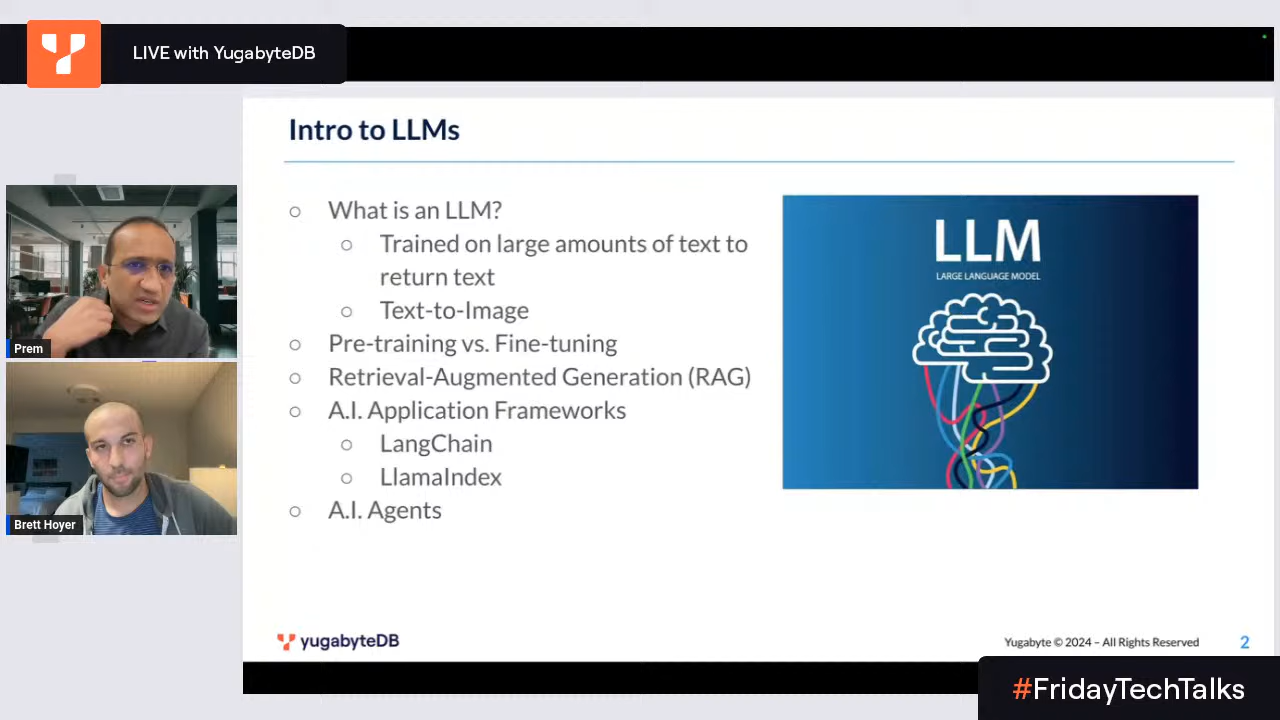 LIVE with YugabyteDB
Intro to LLMs
What is an LLM?
Trained on large amounts of text to
return text
Text-to-Image
Pre-training vs. Fine-tuning
Retrieval-Augmented Generation (RAG)
A.I. Application Frameworks
LangChain
LlamaIndex
A.I. Agents
LLM
LARGE LANGUAGE MODEL
Prem
Brett Hoyer
yugabyteDB
Yugabyte © 2024 – All Rights Reserved
2
#FridayTechTalks